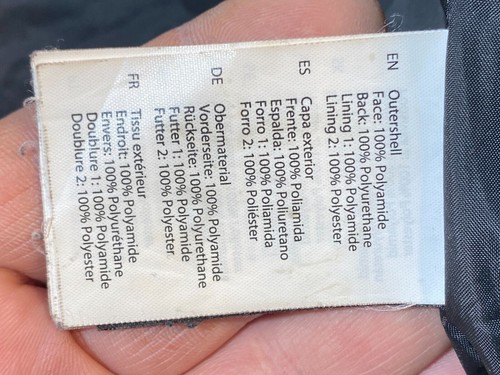 EN
Outershell
Face: 100% Polyamide
Back: 100% Polyurethane
Lining 1: 100% Polyamide
Lining 2: 100% Polyester
ES
Capa exterior
Frente: 100% Poliamida
Espalda: 100% Poliuretano
Forro 1: 100% Poliamida
Forro 2: 100% Poliéster
DE
Obermaterial
Vorderseite: 100% Polyamide
Rückseite: 100% Polyurethane
Futter 1: 100% Polyamide
Futter 2: 100% Polyester
FR
Tissu extérieur
Endroit: 100% Polyamide
Envers: 100% Polyuréthane
Doublure 1: 100% Polyamide
Doublure 2: 100% Polyester